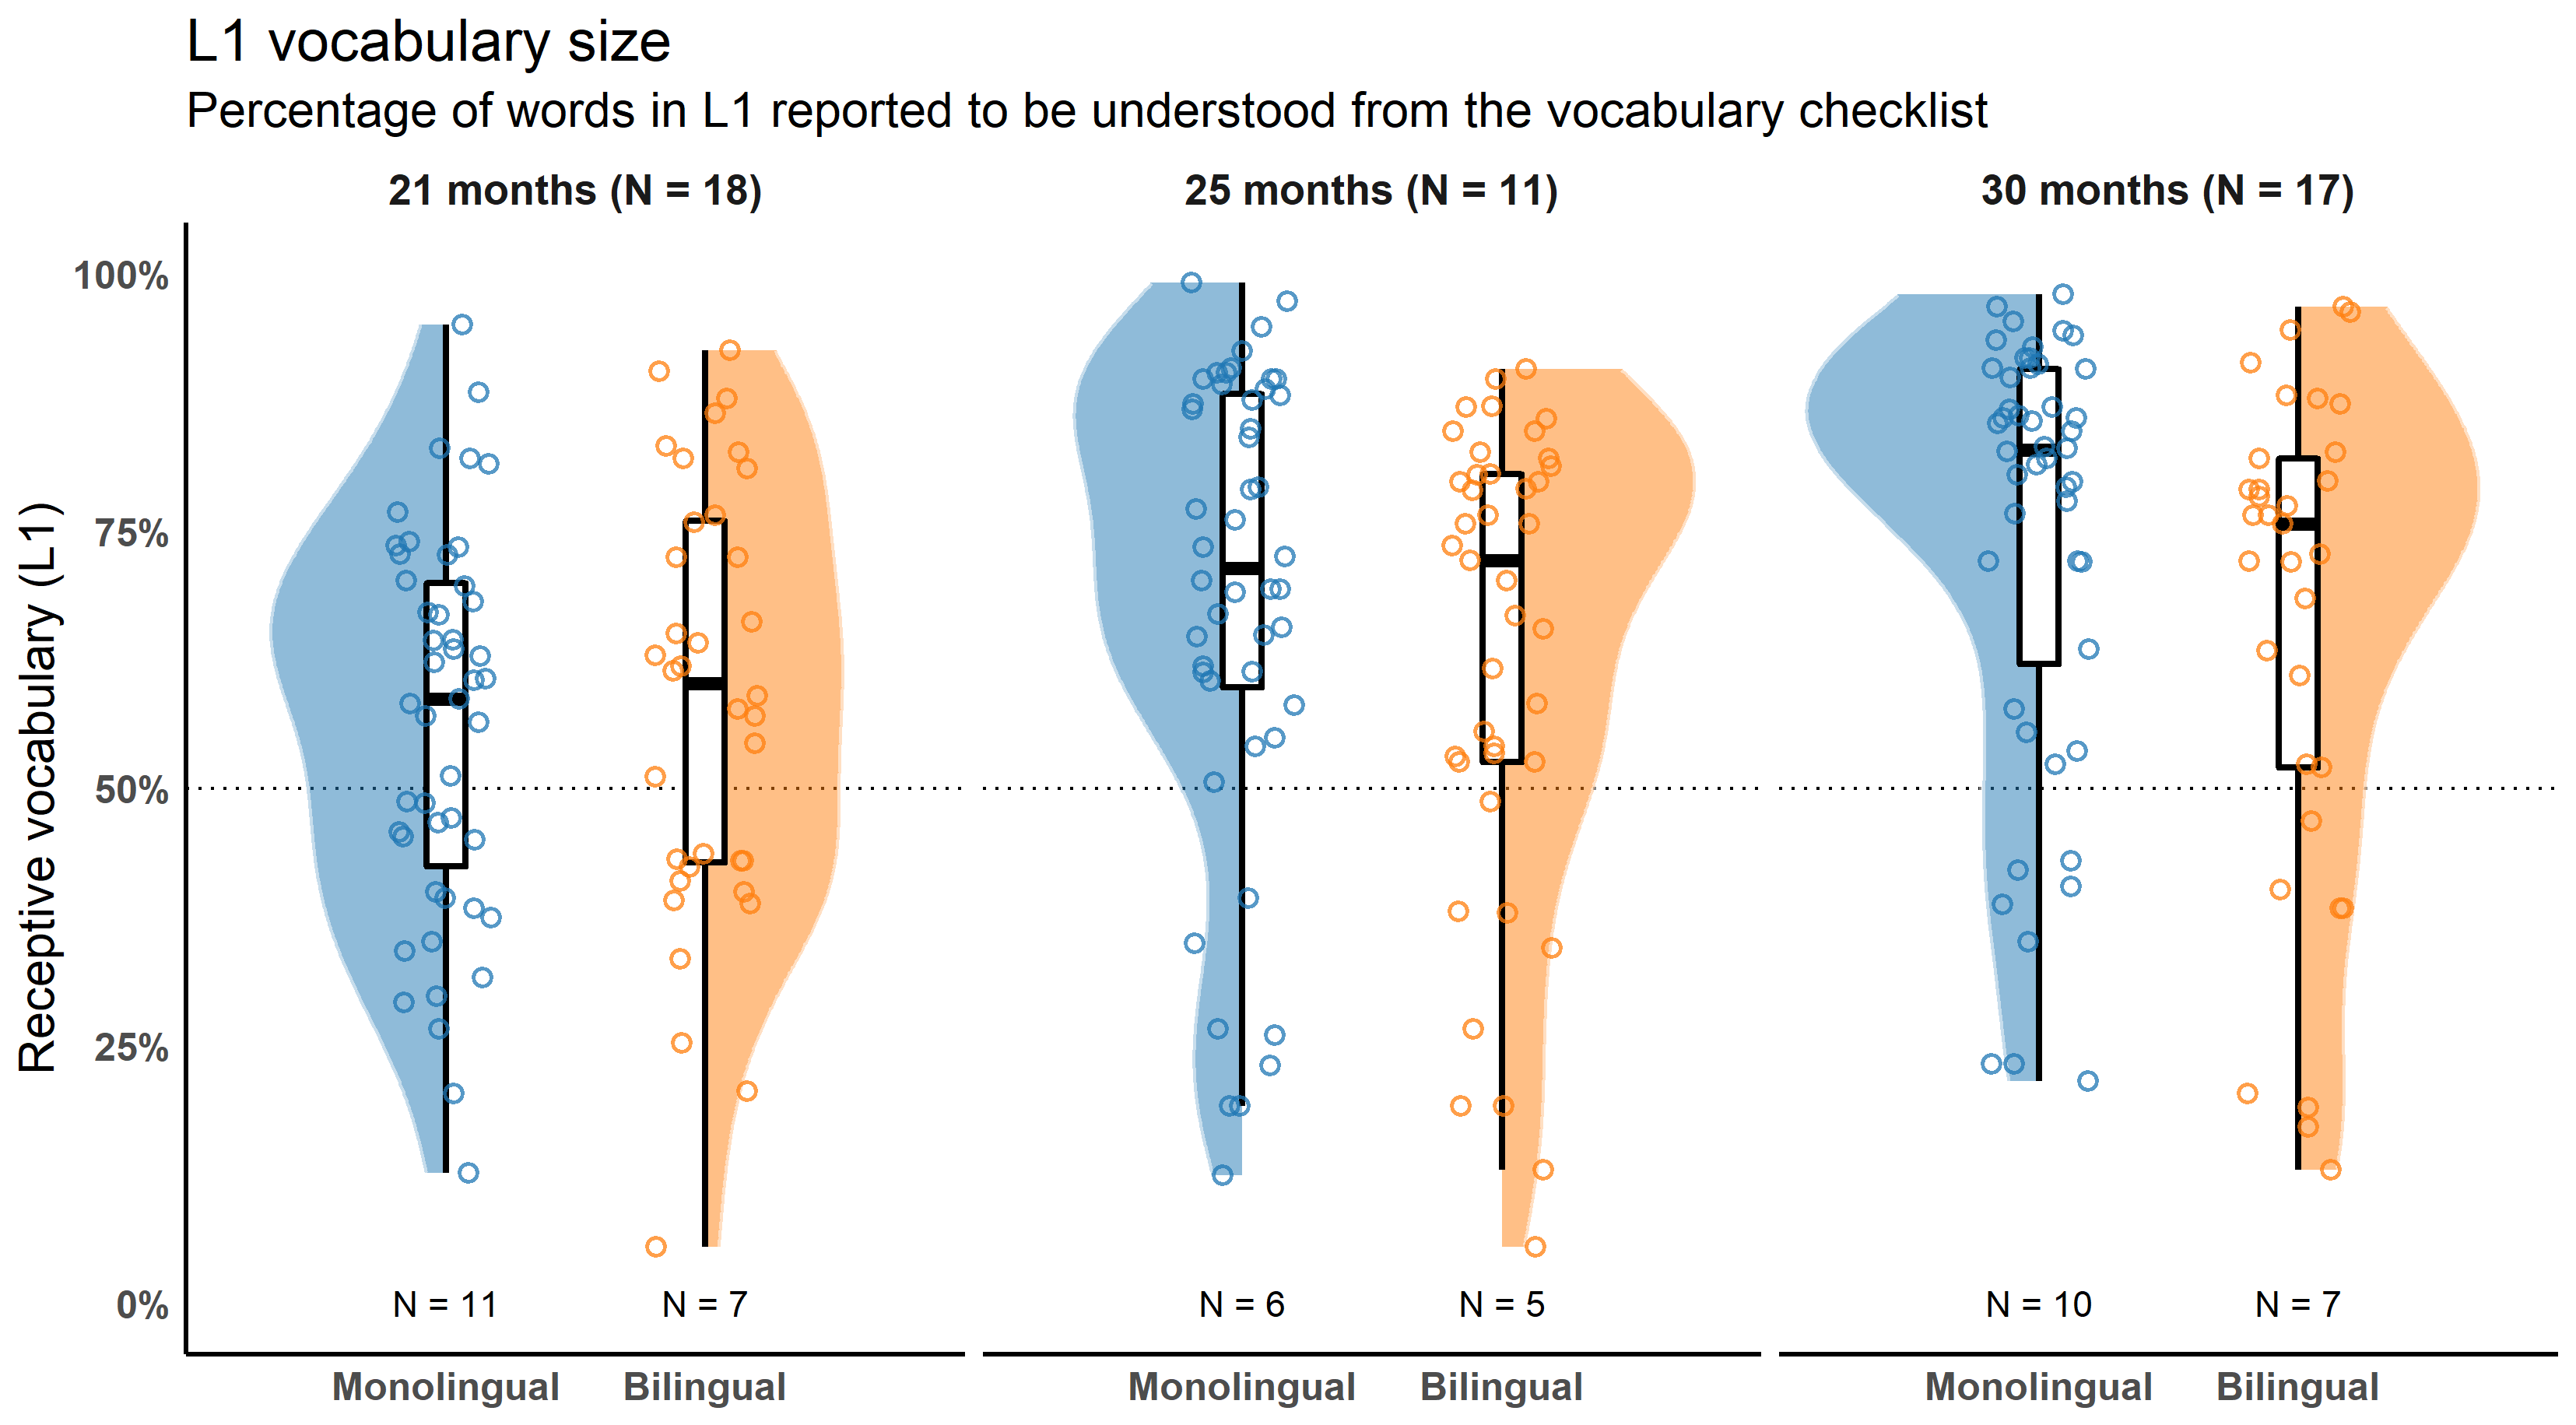 L1 vocabulary size
Percentage of words in L1 reported to be understood from the vocabulary checklist
21 months (N = 18)
25 months (N = 11)
30 months (N = 17)
Receptive vocabulary (L1)
100%
75%
50%
25%
0%
N = 11
N = 7
N = 6
N = 5
N = 10
N = 7
Monolingual
Bilingual
Monolingual
Bilingual
Monolingual
Bilingual